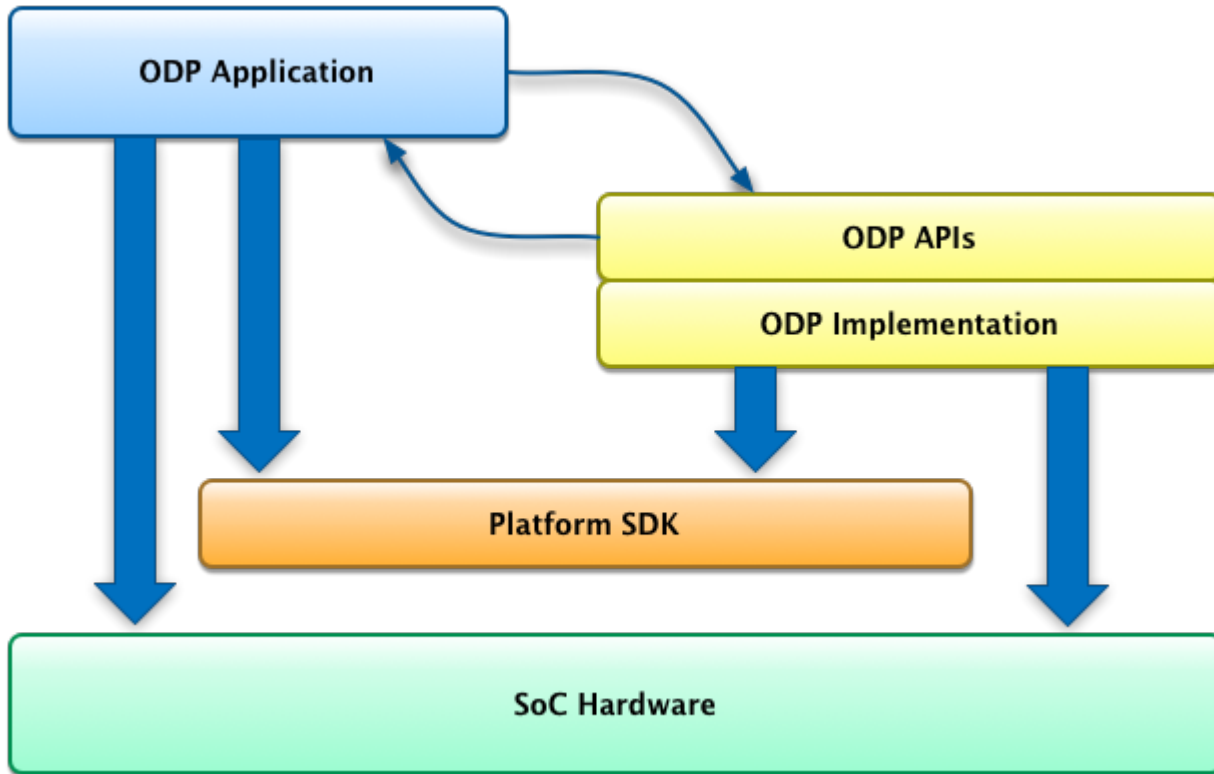 ODP Application
ODP APIs
ODP Implementation
Platform SDK
SoC Hardware